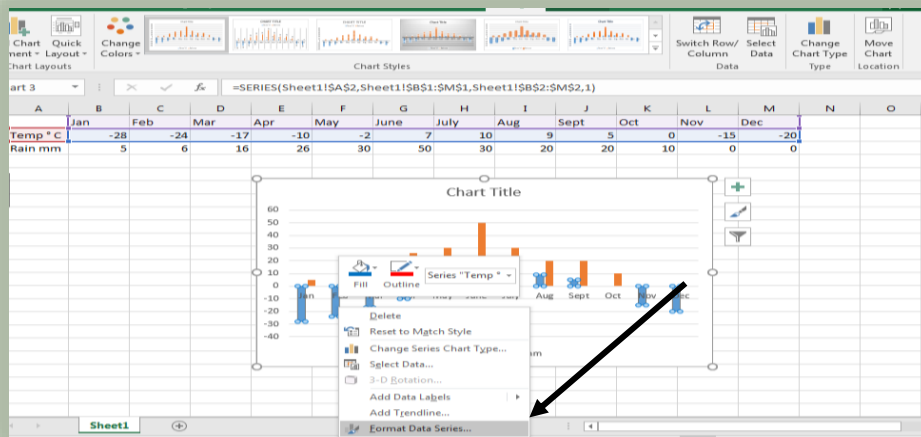 Chart Quick Change Switch Row/ Select Change Move
ment Layout Colors Column Data Chart Type Chart
Chart Layouts Chart Styles Data Type Location
art 3 fx =SERIES(Sheet1!$A$2,Sheet1!$B$1:$M$1,Sheet1!$B$2:$M$2,1)
A B C D E F G H I J K L M N O
Jan Feb Mar Apr May June July Aug Sept Oct Nov Dec
Temp ° C -28 -24 -17 -10 -2 7 10 9 5 0 -15 -20
Rain mm 5 6 16 26 30 50 30 20 20 10 0 0
Chart Title
60
50
40
30
20
10
0
-10
-20
-30
-40
Jan Aug Sept Oct Nov Dec
Fill Outline Series "Temp °
Delete
Reset to Match Style
Change Series Chart Type...
Select Data...
3-D Rotation...
Add Data Labels
Add Trendline...
Format Data Series...
Sheet1